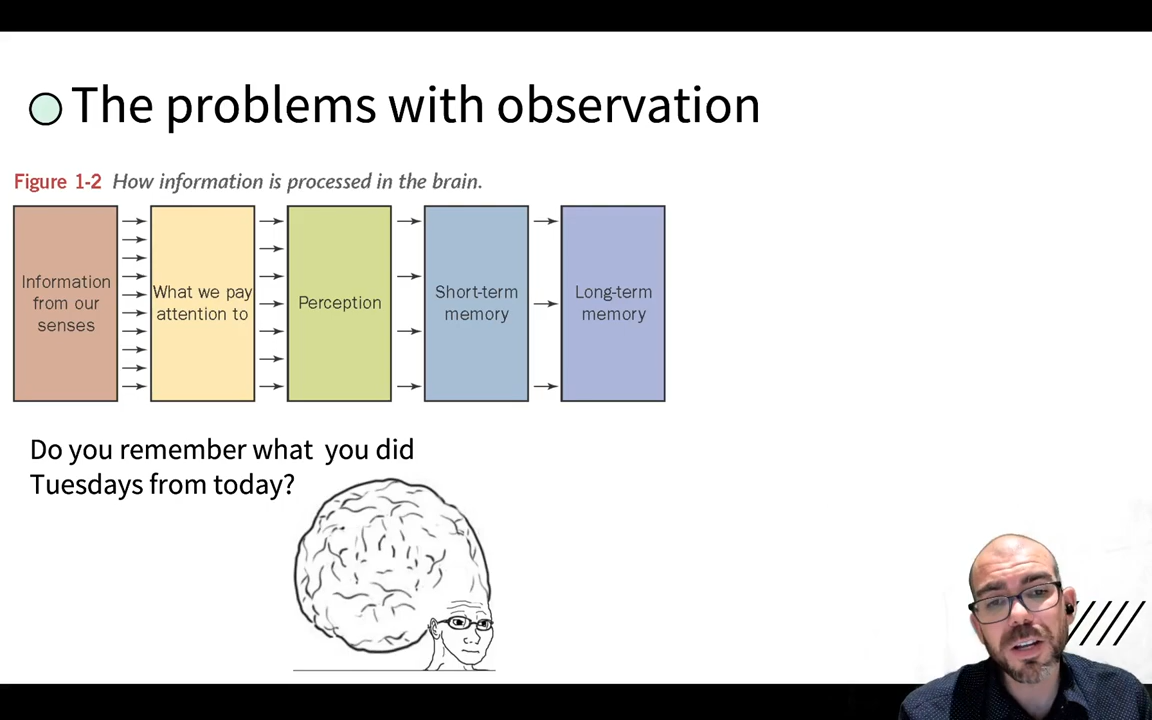 The problems with observation
Figure 1-2 How information is processed in the brain.
Information
from our
senses
What we pay
attention to
Perception
Short-term
memory
Long-term
memory
Do you remember what  you did
Tuesdays from today?